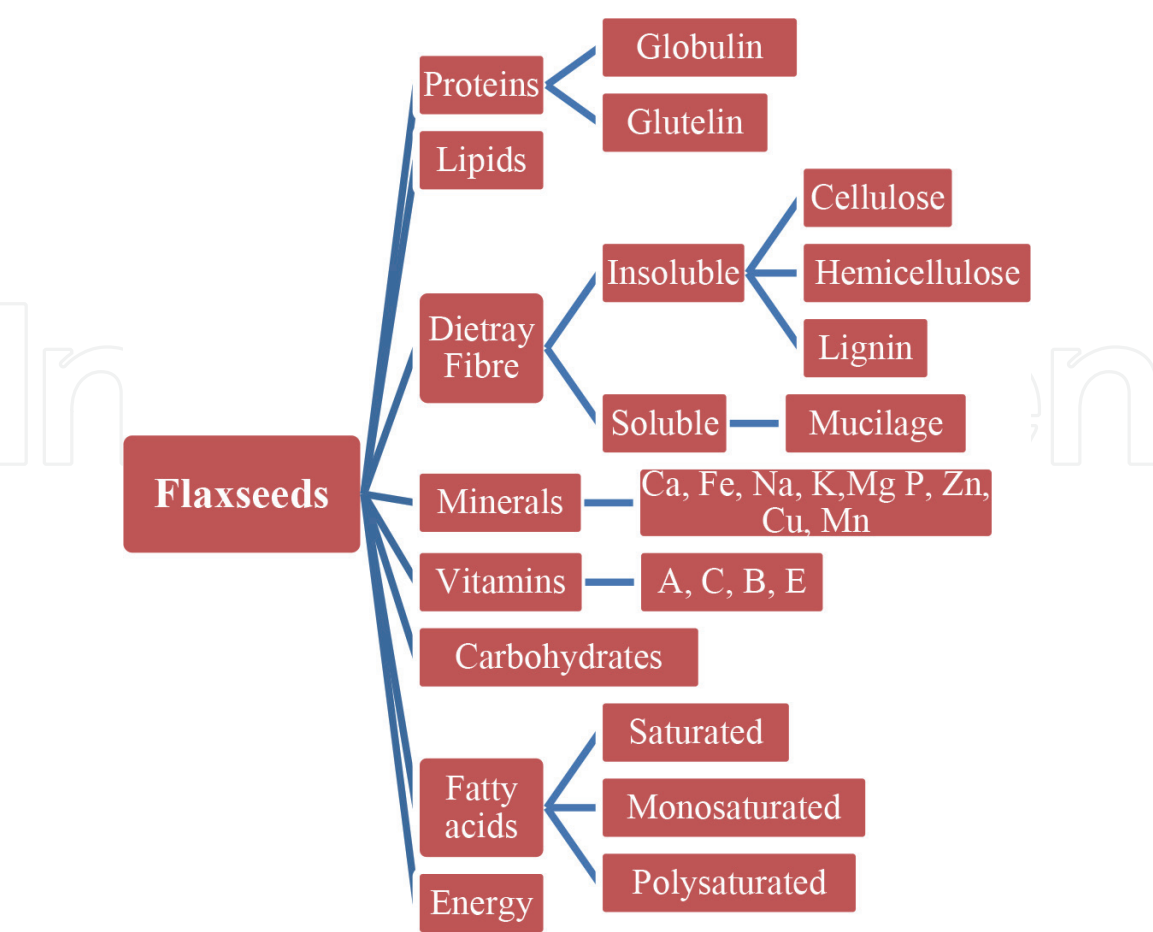 Flaxseeds
Proteins
Globulin
Glutelin
Lipids
Dietray
Fibre
Insoluble
Cellulose
Hemicellulose
Lignin
Soluble
Mucilage
Minerals
Ca, Fe, Na, K,Mg P, Zn,
Cu, Mn
Vitamins
A, C, B, E
Carbohydrates
Fatty
acids
Saturated
Monosaturated
Polysaturated
Energy